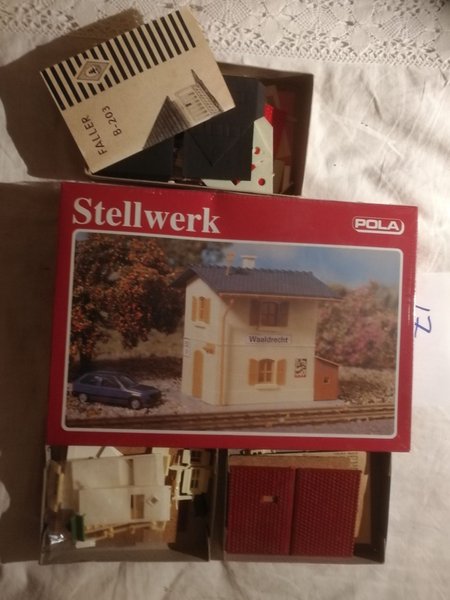 FALLER
B-203
Stellwerk
POLA
Waaldrecht
17